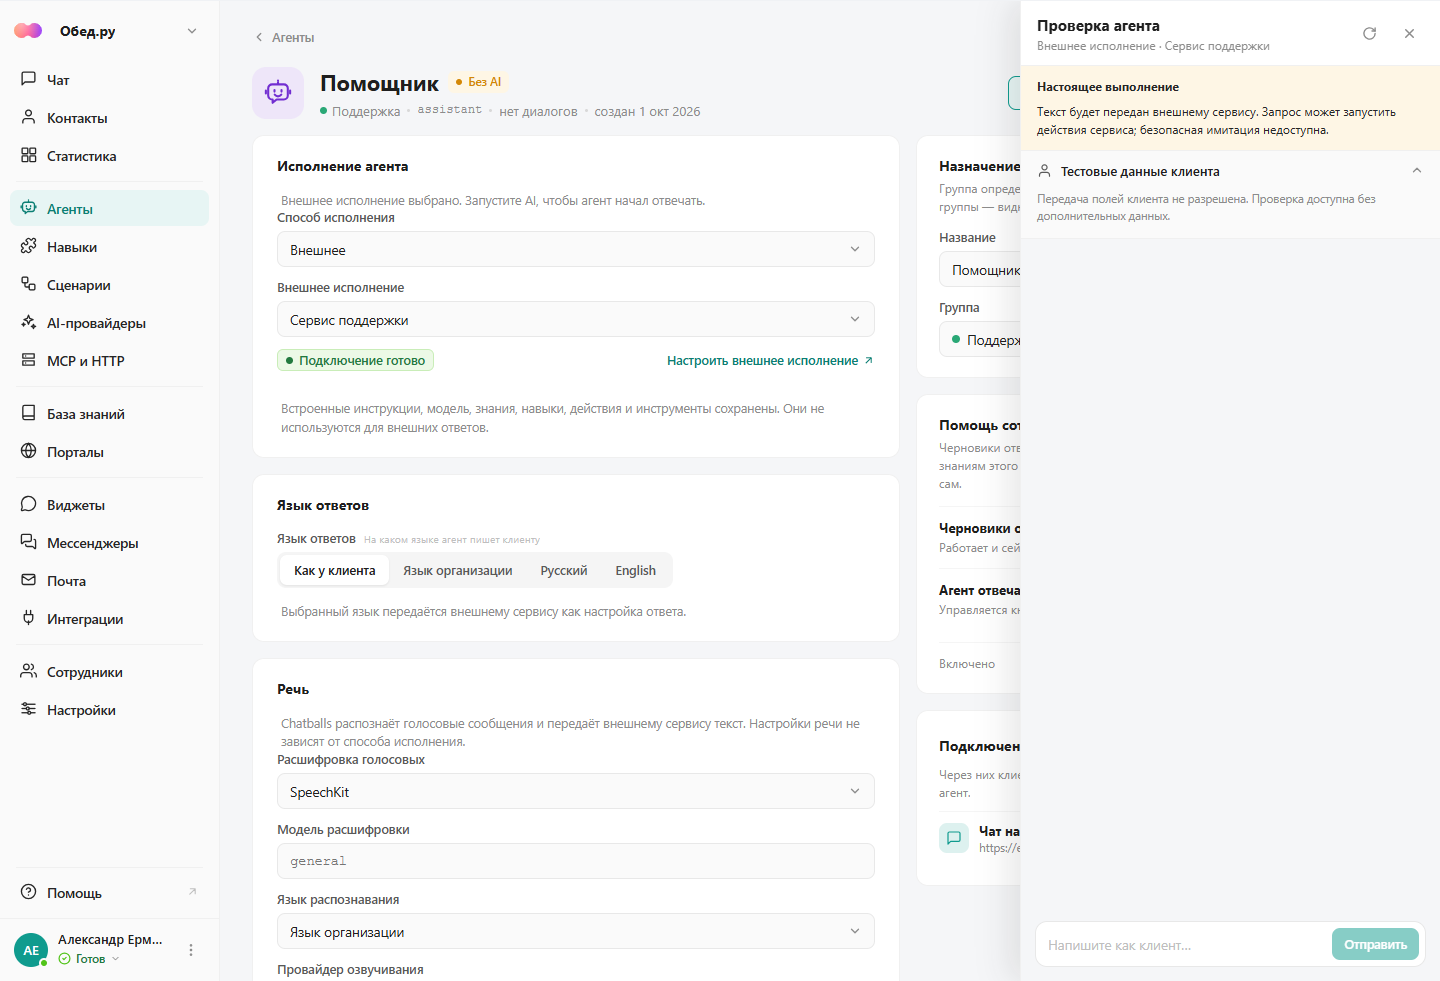 Обед.ру
Чат
Контакты
Статистика
Агенты
Навыки
Сценарии
AI-провайдеры
MCP и HTTP
База знаний
Порталы
Виджеты
Мессенджеры
Почта
Интеграции
Сотрудники
Настройки
Помощь
AE
Александр Ерм...
Готов
Агенты
Помощник
Без AI
Поддержка · assistant · нет диалогов · создан 1 окт 2026
Исполнение агента
Внешнее исполнение выбрано. Запустите AI, чтобы агент начал отвечать.
Способ исполнения
Внешнее
Внешнее исполнение
Сервис поддержки
Подключение готово
Настроить внешнее исполнение
Встроенные инструкции, модель, знания, навыки, действия и инструменты сохранены. Они не
используются для внешних ответов.
Язык ответов
Язык ответов На каком языке агент пишет клиенту
Как у клиента Язык организации Русский English
Выбранный язык передаётся внешнему сервису как настройка ответа.
Речь
Chatballs распознаёт голосовые сообщения и передаёт внешнему сервису текст. Настройки речи не
зависят от способа исполнения.
Расшифровка голосовых
SpeechKit
Модель расшифровки
general
Язык распознавания
Язык организации
Провайдер озвучивания
Назначение
Группа опреде
группы — видн
Название
Помощник
Группа
Поддерж
Помощь сот
Черновики отв
знаниям этого
сам.
Черновики о
Работает и сей
Агент отвеча
Управляется кн
Включено
Подключен
Через них клие
агент.
Чат на
https://e
Проверка агента
Внешнее исполнение · Сервис поддержки
Настоящее выполнение
Текст будет передан внешнему сервису. Запрос может запустить
действия сервиса; безопасная имитация недоступна.
Тестовые данные клиента
Передача полей клиента не разрешена. Проверка доступна без
дополнительных данных.
Напишите как клиент...
Отправить